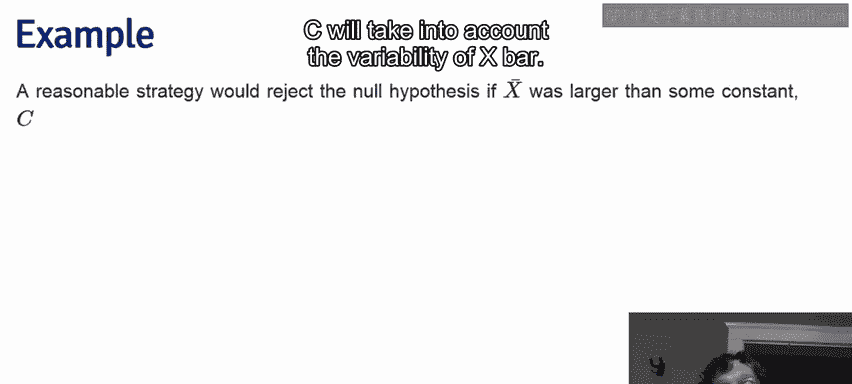 Example
C will take into account
the variability of X bar.
A reasonable strategy would reject the null hypothesis if X̄ was larger than some constant,
C